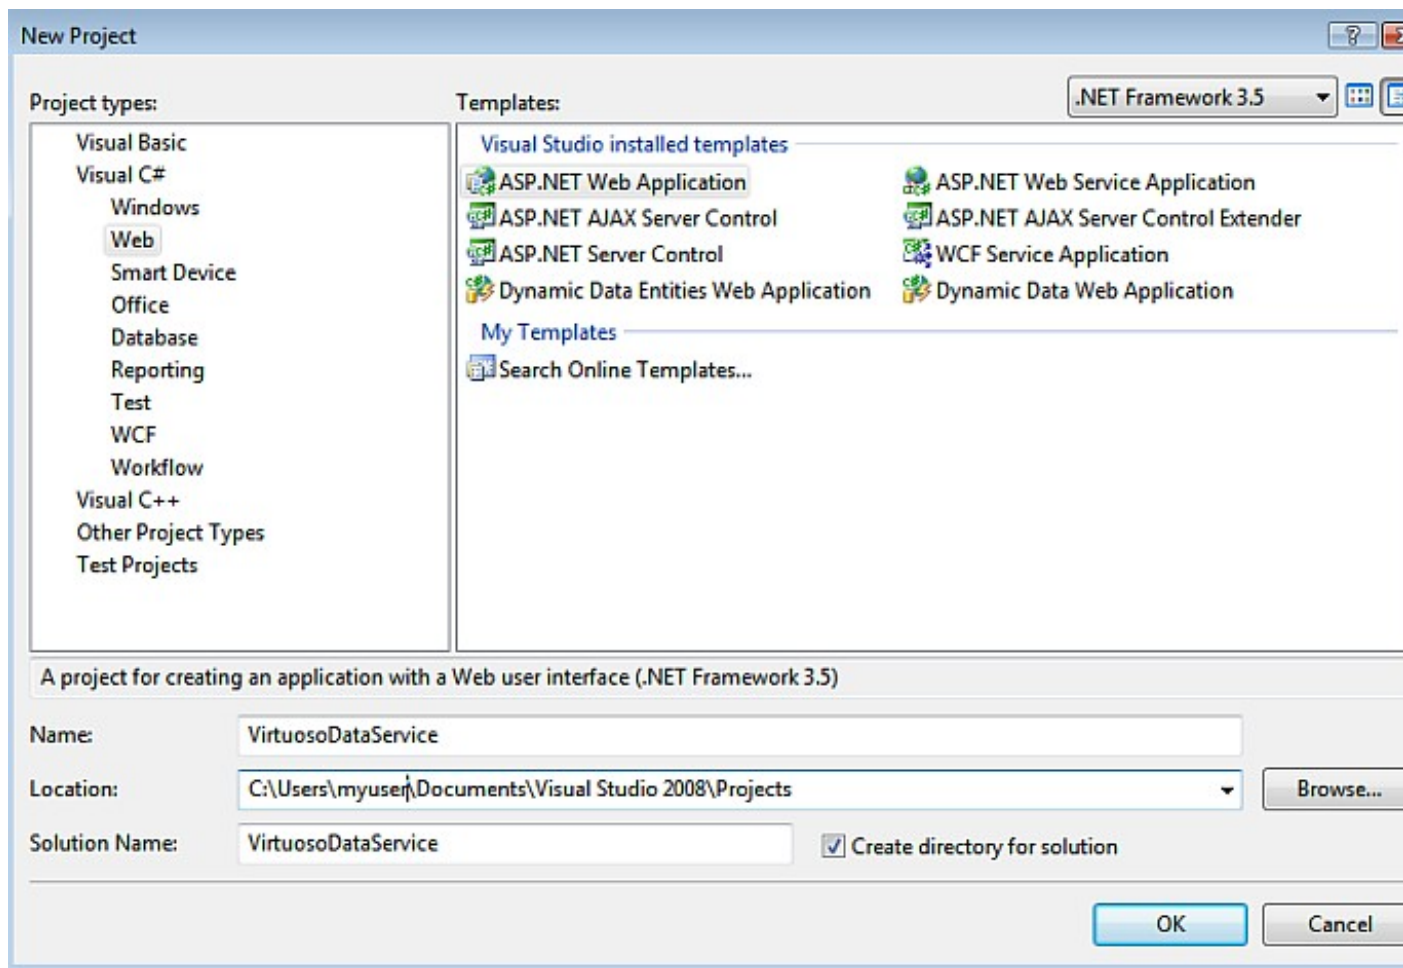 New Project
Project types:
Templates:
.NET Framework 3.5
Visual Basic
Visual C#
Windows
Web
Smart Device
Office
Database
Reporting
Test
WCF
Workflow
Visual C++
Other Project Types
Test Projects
Visual Studio installed templates
ASP.NET Web Application
ASP.NET Web Service Application
ASP.NET AJAX Server Control
ASP.NET AJAX Server Control Extender
ASP.NET Server Control
WCF Service Application
Dynamic Data Entities Web Application
Dynamic Data Web Application
My Templates
Search Online Templates...
A project for creating an application with a Web user interface (.NET Framework 3.5)
Name:
VirtuosoDataService
Location:
C:\Users\myuser\Documents\Visual Studio 2008\Projects
Browse...
Solution Name:
VirtuosoDataService
Create directory for solution
OK
Cancel